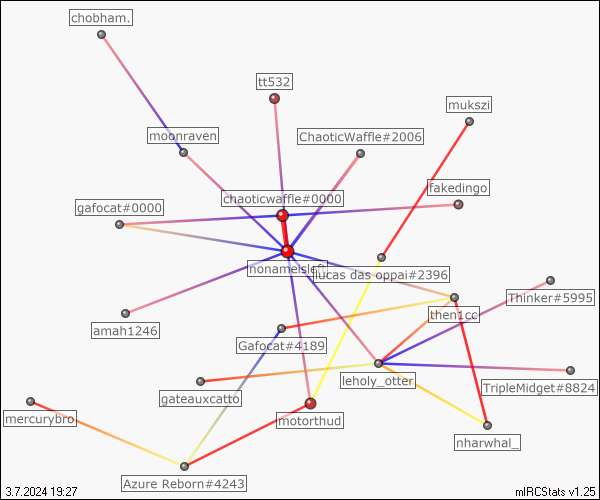 chobham.
tt532
mukszi
moonraven
ChaoticWaffle#2006
fakedingo
chaoticwaffle#0000
gafocat#0000
nonameisleft
lucas das oppai#2396
Thinker#5995
then1cc
amah1246
Gafocat#4189
leholy_otter
TripleMidget#8824
gateauxcatto
mercurybro
motorthud
nharwhal_
Azure Reborn#4243
3.7.2024 19:27
mIRCStats v1.25